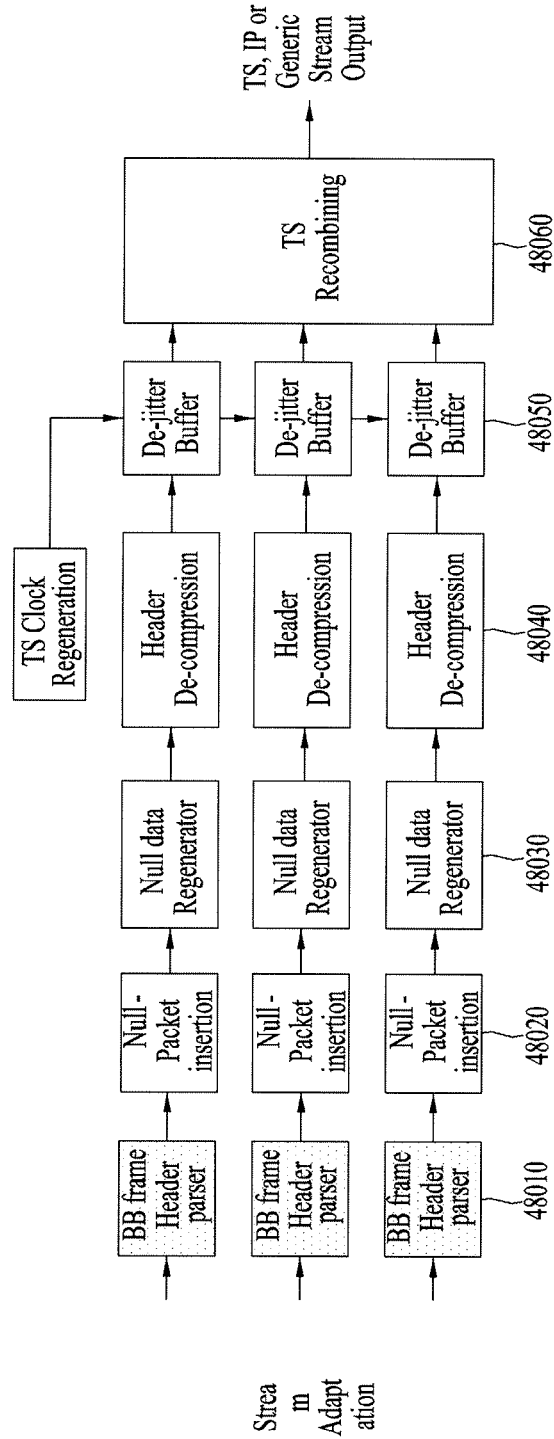 TS Clock
Regeneration
Strea
m
Adapt
ation
BB frame
Header
parser
Null -
Packet
insertion
Null data
Regenerator
Header
De-compression
De-jitter
Buffer
BB frame
Header
parser
Null -
Packet
insertion
Null data
Regenerator
Header
De-compression
De-jitter
Buffer
BB frame
Header
parser
Null -
Packet
insertion
Null data
Regenerator
Header
De-compression
De-jitter
Buffer
TS
Recombining
TS, IP or
Generic
Stream
Output
48010
48020
48030
48040
48050
48060